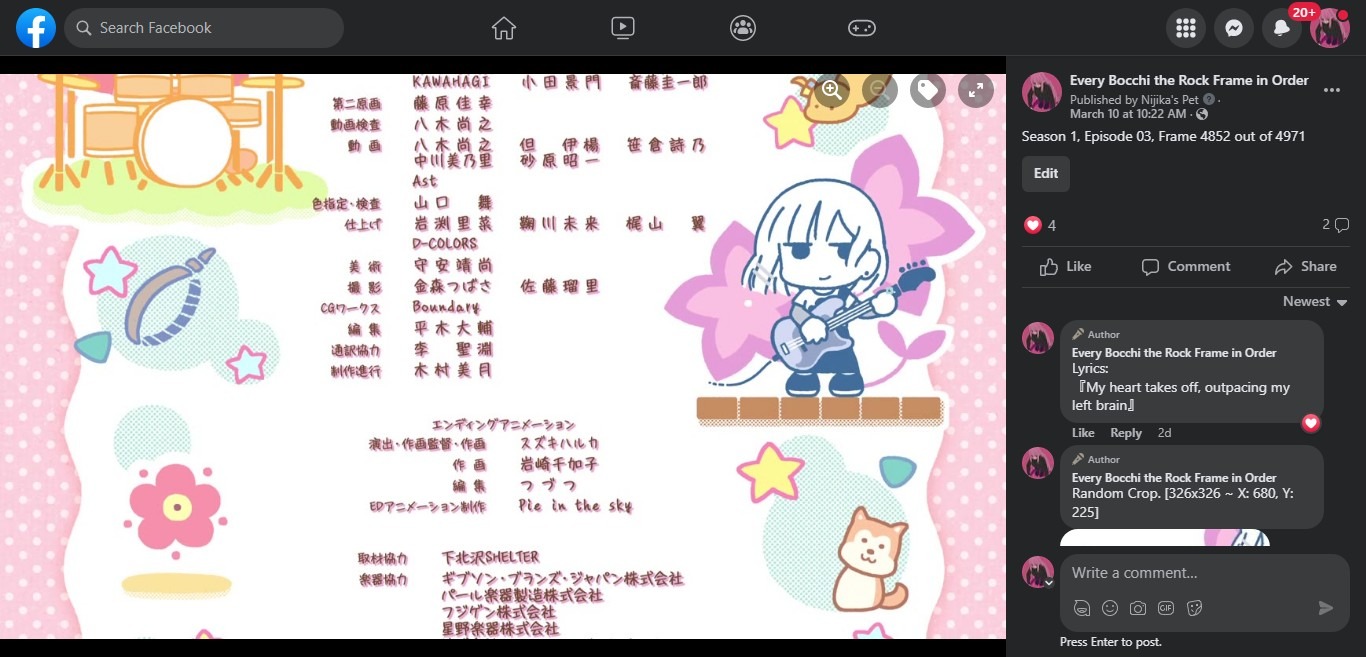 Search Facebook
20+
KAWAHAGI 小田景門 斎藤圭一郎
第二原画 藤原佳幸
動画検査 八木尚之
動画 八木尚之 但 伊楊 笹倉詩乃
中川美乃里 砂原昭一
Ast
色指定・検査 山口 舞
仕上げ 岩渕里菜 鞠川未来 梶山 翼
D-COLORS
美術 守安靖尚
撮影 金森つばさ 佐藤瑠里
CGワークス Boundary
編集 平木大輔
通訳協力 李 聖淵
制作進行 木村美月
エンディングアニメーション
演出・作画監督・作画 スズキハルカ
作画 岩崎千加子
編集 つづつ
EDアニメーション制作 Pie in the sky
取材協力 下北沢SHELTER
楽器協力 ギブソン・ブランズ・ジャパン株式会社
パール楽器製造株式会社
フジゲン株式会社
星野楽器株式会社
Every Bocchi the Rock Frame in Order
Published by Nijika's Pet ·
March 10 at 10:22 AM ·
Season 1, Episode 03, Frame 4852 out of 4971
Edit
4
2
Like Comment Share
Newest
Author
Every Bocchi the Rock Frame in Order
Lyrics:
『My heart takes off, outpacing my
left brain』
Like Reply 2d
Author
Every Bocchi the Rock Frame in Order
Random Crop. [326x326 ~ X: 680, Y:
225]
Write a comment...
GIF
Press Enter to post.